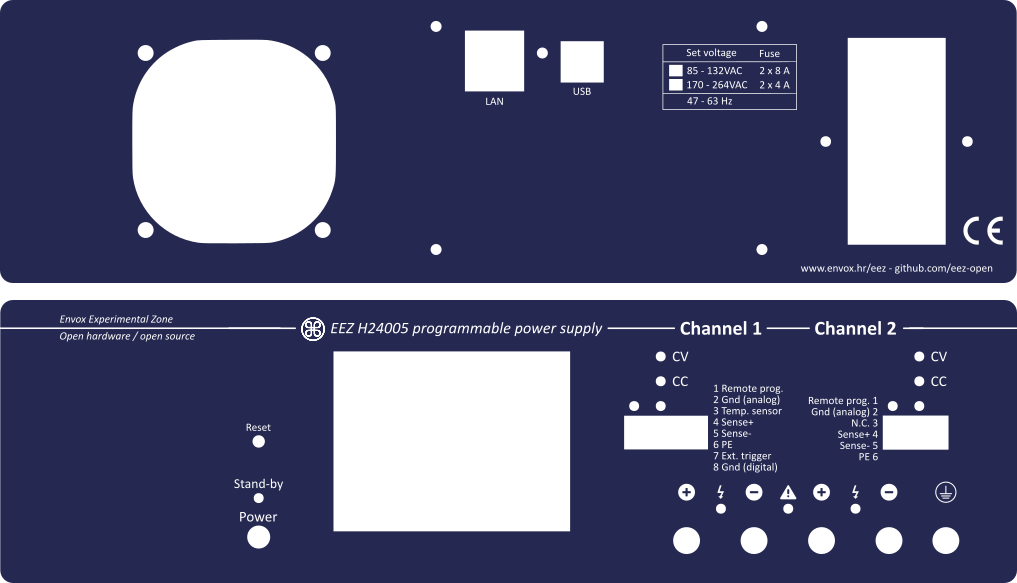 LAN
USB
Set voltage Fuse
85 - 132VAC 2 x 8 A
170 - 264VAC 2 x 4 A
47 - 63 Hz
CE
www.envox.hr/eez - github.com/eez-open
Envox Experimental Zone
Open hardware / open source
EEZ H24005 programmable power supply
Channel 1
Channel 2
CV
CC
1 Remote prog.
2 Gnd (analog)
3 Temp. sensor
4 Sense+
5 Sense-
6 PE
7 Ext. trigger
8 Gnd (digital)
CV
CC
Remote prog. 1
Gnd (analog) 2
N.C. 3
Sense+ 4
Sense- 5
PE 6
Reset
Stand-by
Power